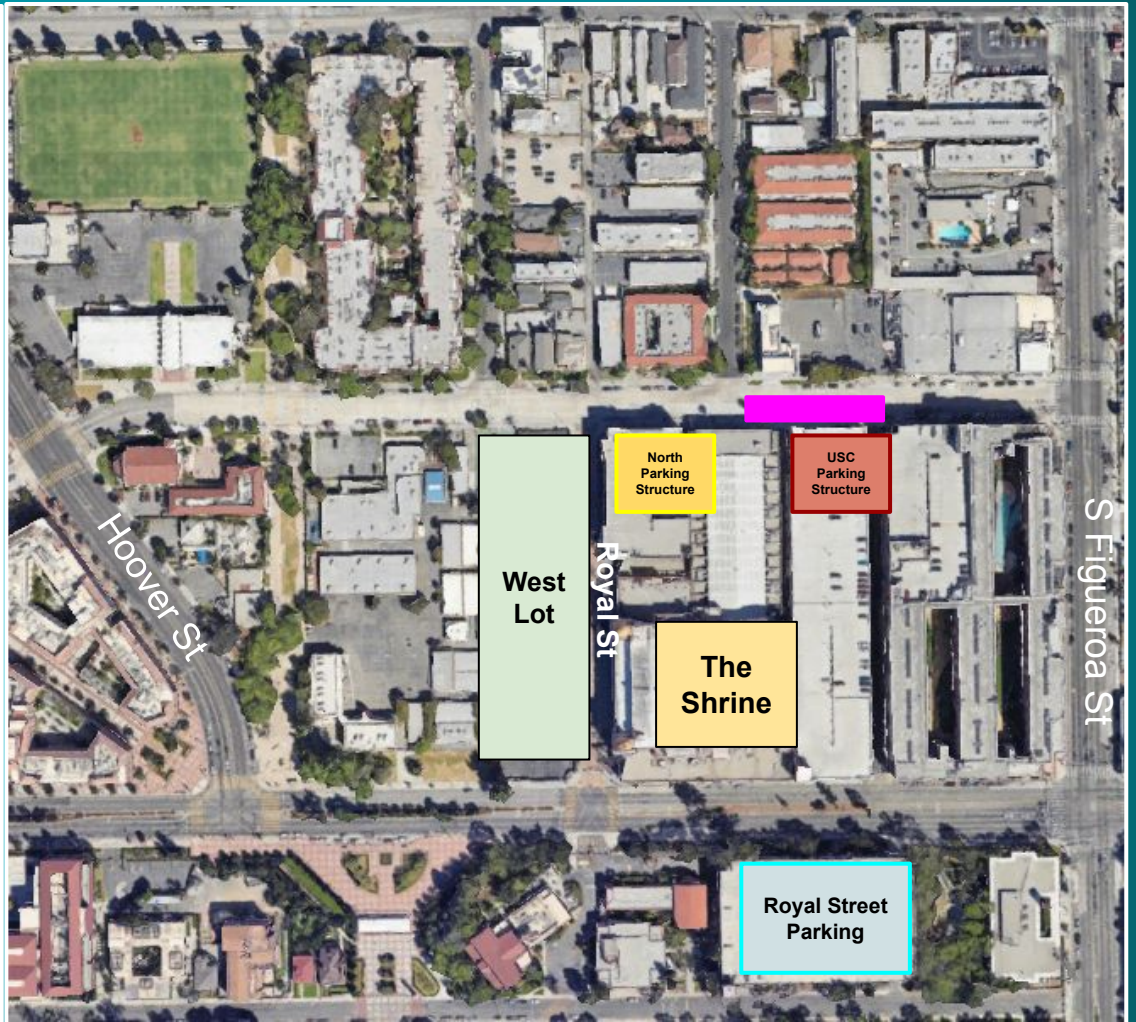 North
Parking
Structure
USC
Parking
Structure
Hoover St
West
Lot
Royal St
The
Shrine
S Figueroa St
Royal Street
Parking